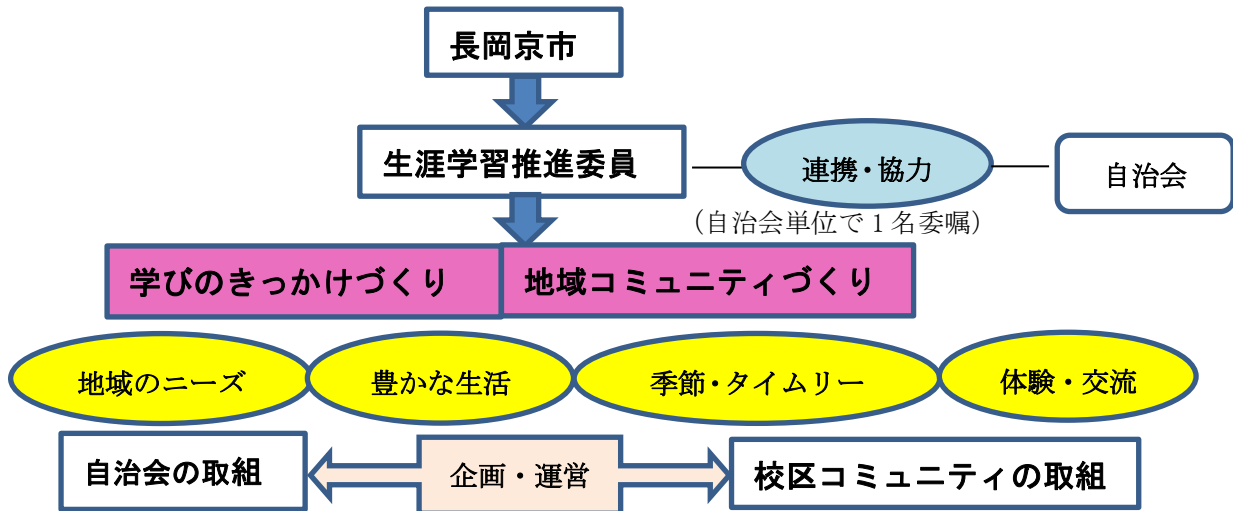 長岡京市
生涯学習推進委員
連携・協力
自治会
(自治会単位で１名委嘱)
学びのきっかけづくり
地域コミュニティづくり
地域のニーズ
豊かな生活
季節・タイムリー
体験・交流
自治会の取組
企画・運営
校区コミュニティの取組